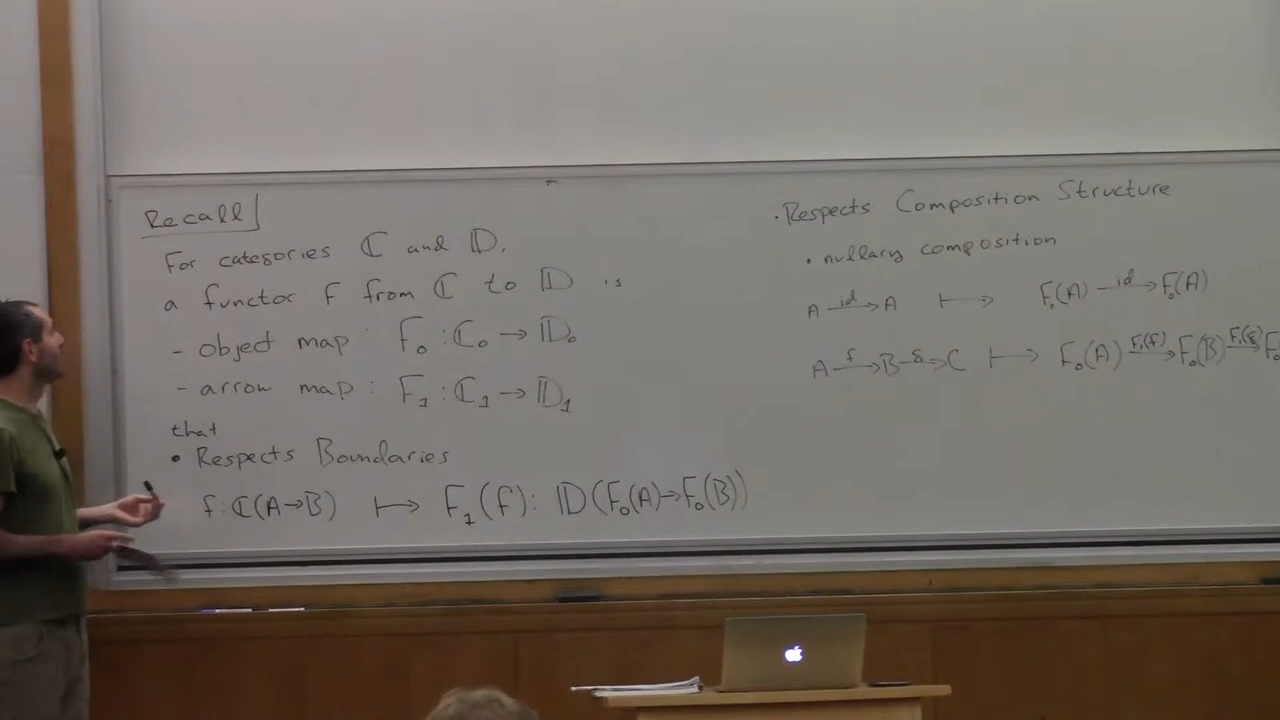 Recall
For categories ℂ and 𝔻,
a functor F from ℂ to 𝔻 is
- object map F₀ : ℂ₀ → 𝔻₀
- arrow map : F₁ : ℂ₁ → 𝔻₁
that
• Respects Boundaries
f : ℂ(A→B) ↦ F₁(f) : 𝔻(F₀(A)→F₀(B))
· Respects Composition Structure
• nullary composition
A —id→ A ↦ F₀(A) —id→ F₀(A)
A —f→ B —g→ C ↦ F₀(A) —F₁(f)→ F₀(B) —F₁(g)→ F₀